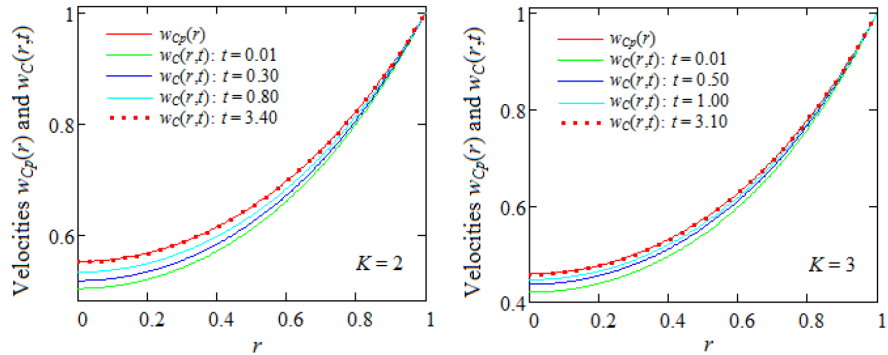 Velocities w_Cp(r) and w_C(r,t)
1
0.8
0.6
w_Cp(r)
w_C(r,t): t = 0.01
w_C(r,t): t = 0.30
w_C(r,t): t = 0.80
w_C(r,t): t = 3.40
K = 2
0 0.2 0.4 0.6 0.8 1
r
Velocities w_Cp(r) and w_C(r,t)
1
0.8
0.6
0.4
w_Cp(r)
w_C(r,t): t = 0.01
w_C(r,t): t = 0.50
w_C(r,t): t = 1.00
w_C(r,t): t = 3.10
K = 3
0 0.2 0.4 0.6 0.8 1
r